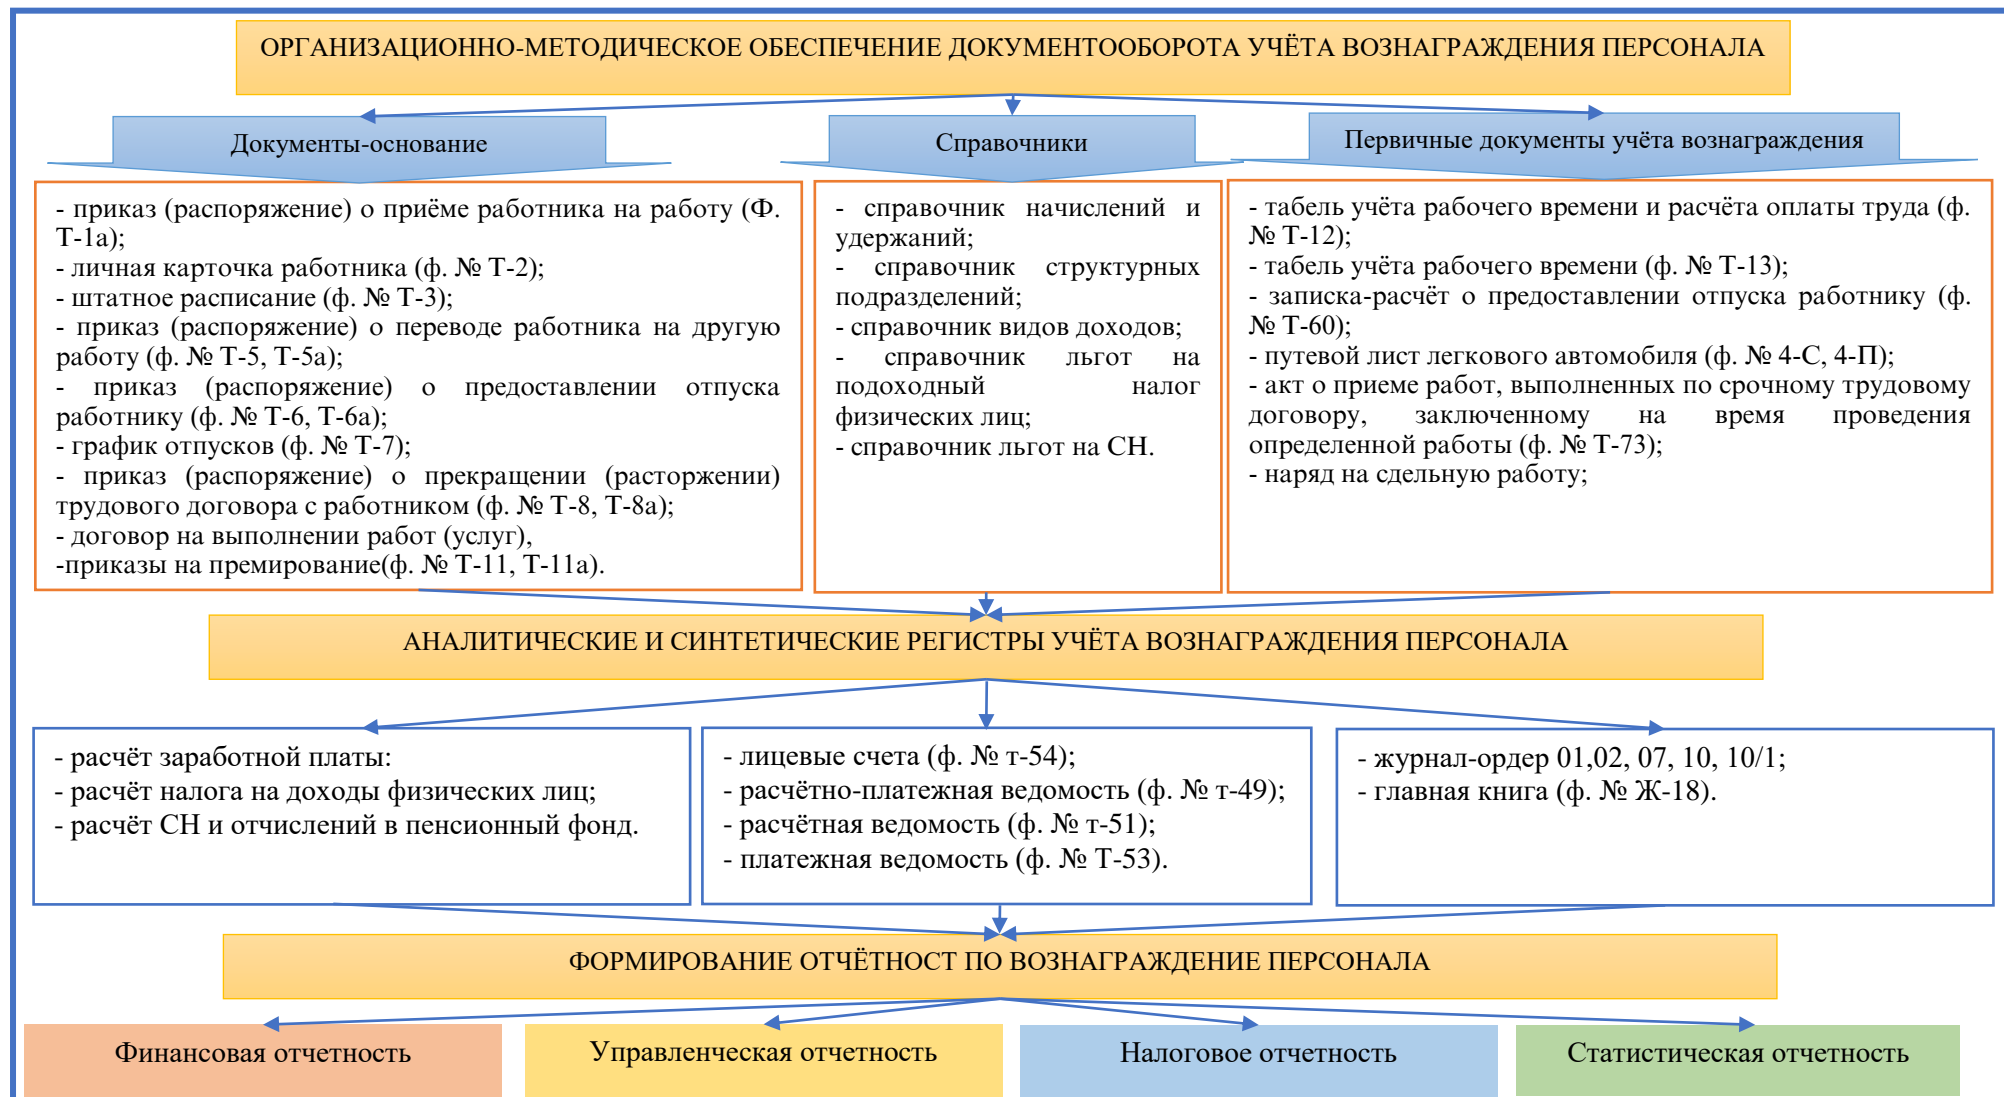 ОРГАНИЗАЦИОННО-МЕТОДИЧЕСКОЕ ОБЕСПЕЧЕНИЕ ДОКУМЕНТООБОРОТА УЧЁТА ВОЗНАГРАЖДЕНИЯ ПЕРСОНАЛА
Документы-основание
- приказ (распоряжение) о приёме работника на работу (Ф.
Т-1а);
- личная карточка работника (ф. № Т-2);
- штатное расписание (ф. № Т-3);
- приказ (распоряжение) о переводе работника на другую
работу (ф. № Т-5, Т-5а);
- приказ (распоряжение) о предоставлении отпуска
работнику (ф. № Т-6, Т-6а);
- график отпусков (ф. № Т-7);
- приказ (распоряжение) о прекращении (расторжении)
трудового договора с работником (ф. № Т-8, Т-8а);
- договор на выполнении работ (услуг),
-приказы на премирование(ф. № Т-11, Т-11а).
Справочники
- справочник начислений и
удержаний;
- справочник структурных
подразделений;
- справочник видов доходов;
- справочник льгот на
подоходный налог
физических лиц;
- справочник льгот на СН.
Первичные документы учёта вознаграждения
- табель учёта рабочего времени и расчёта оплаты труда (ф.
№ Т-12);
- табель учёта рабочего времени (ф. № Т-13);
- записка-расчёт о предоставлении отпуска работнику (ф.
№ Т-60);
- путевой лист легкового автомобиля (ф. № 4-С, 4-П);
- акт о приеме работ, выполненных по срочному трудовому
договору, заключенному на время проведения
определенной работы (ф. № Т-73);
- наряд на сдельную работу;
АНАЛИТИЧЕСКИЕ И СИНТЕТИЧЕСКИЕ РЕГИСТРЫ УЧЁТА ВОЗНАГРАЖДЕНИЯ ПЕРСОНАЛА
- расчёт заработной платы:
- расчёт налога на доходы физических лиц;
- расчёт СН и отчислений в пенсионный фонд.
- лицевые счета (ф. № т-54);
- расчётно-платежная ведомость (ф. № т-49);
- расчётная ведомость (ф. № т-51);
- платежная ведомость (ф. № Т-53).
- журнал-ордер 01,02, 07, 10, 10/1;
- главная книга (ф. № Ж-18).
ФОРМИРОВАНИЕ ОТЧЁТНОСТ ПО ВОЗНАГРАЖДЕНИЕ ПЕРСОНАЛА
Финансовая отчетность
Управленческая отчетность
Налоговое отчетность
Статистическая отчетность